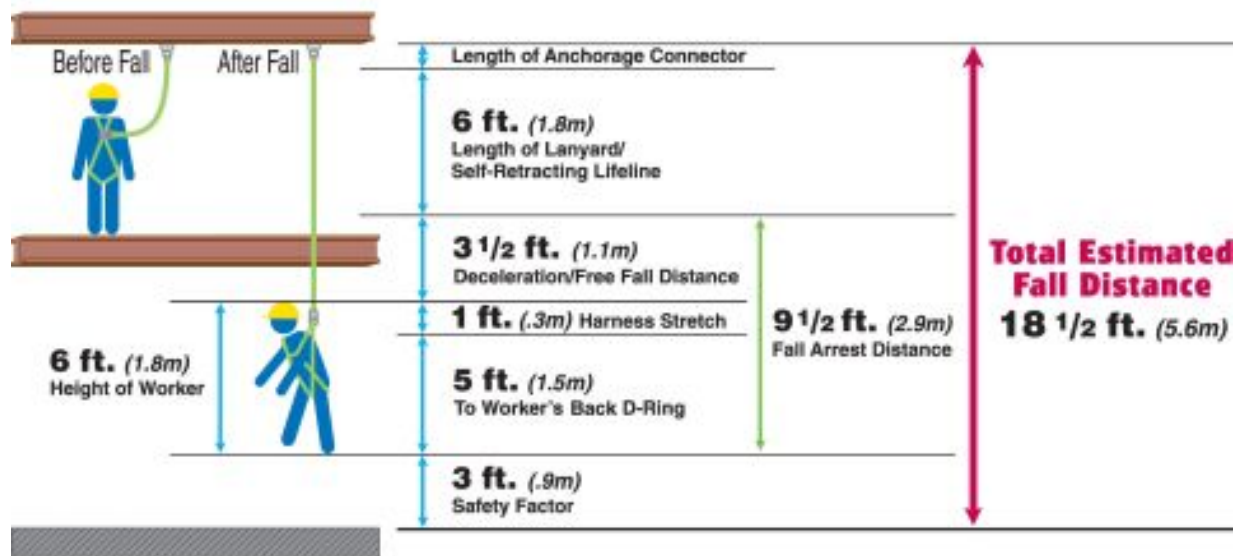 Before Fall
After Fall
Length of Anchorage Connector
6 ft. (1.8m)
Length of Lanyard/
Self-Retracting Lifeline
3 1/2 ft. (1.1m)
Deceleration/Free Fall Distance
1 ft. (.3m) Harness Stretch
6 ft. (1.8m)
Height of Worker
5 ft. (1.5m)
To Worker's Back D-Ring
9 1/2 ft. (2.9m)
Fall Arrest Distance
3 ft. (.9m)
Safety Factor
Total Estimated
Fall Distance
18 1/2 ft. (5.6m)